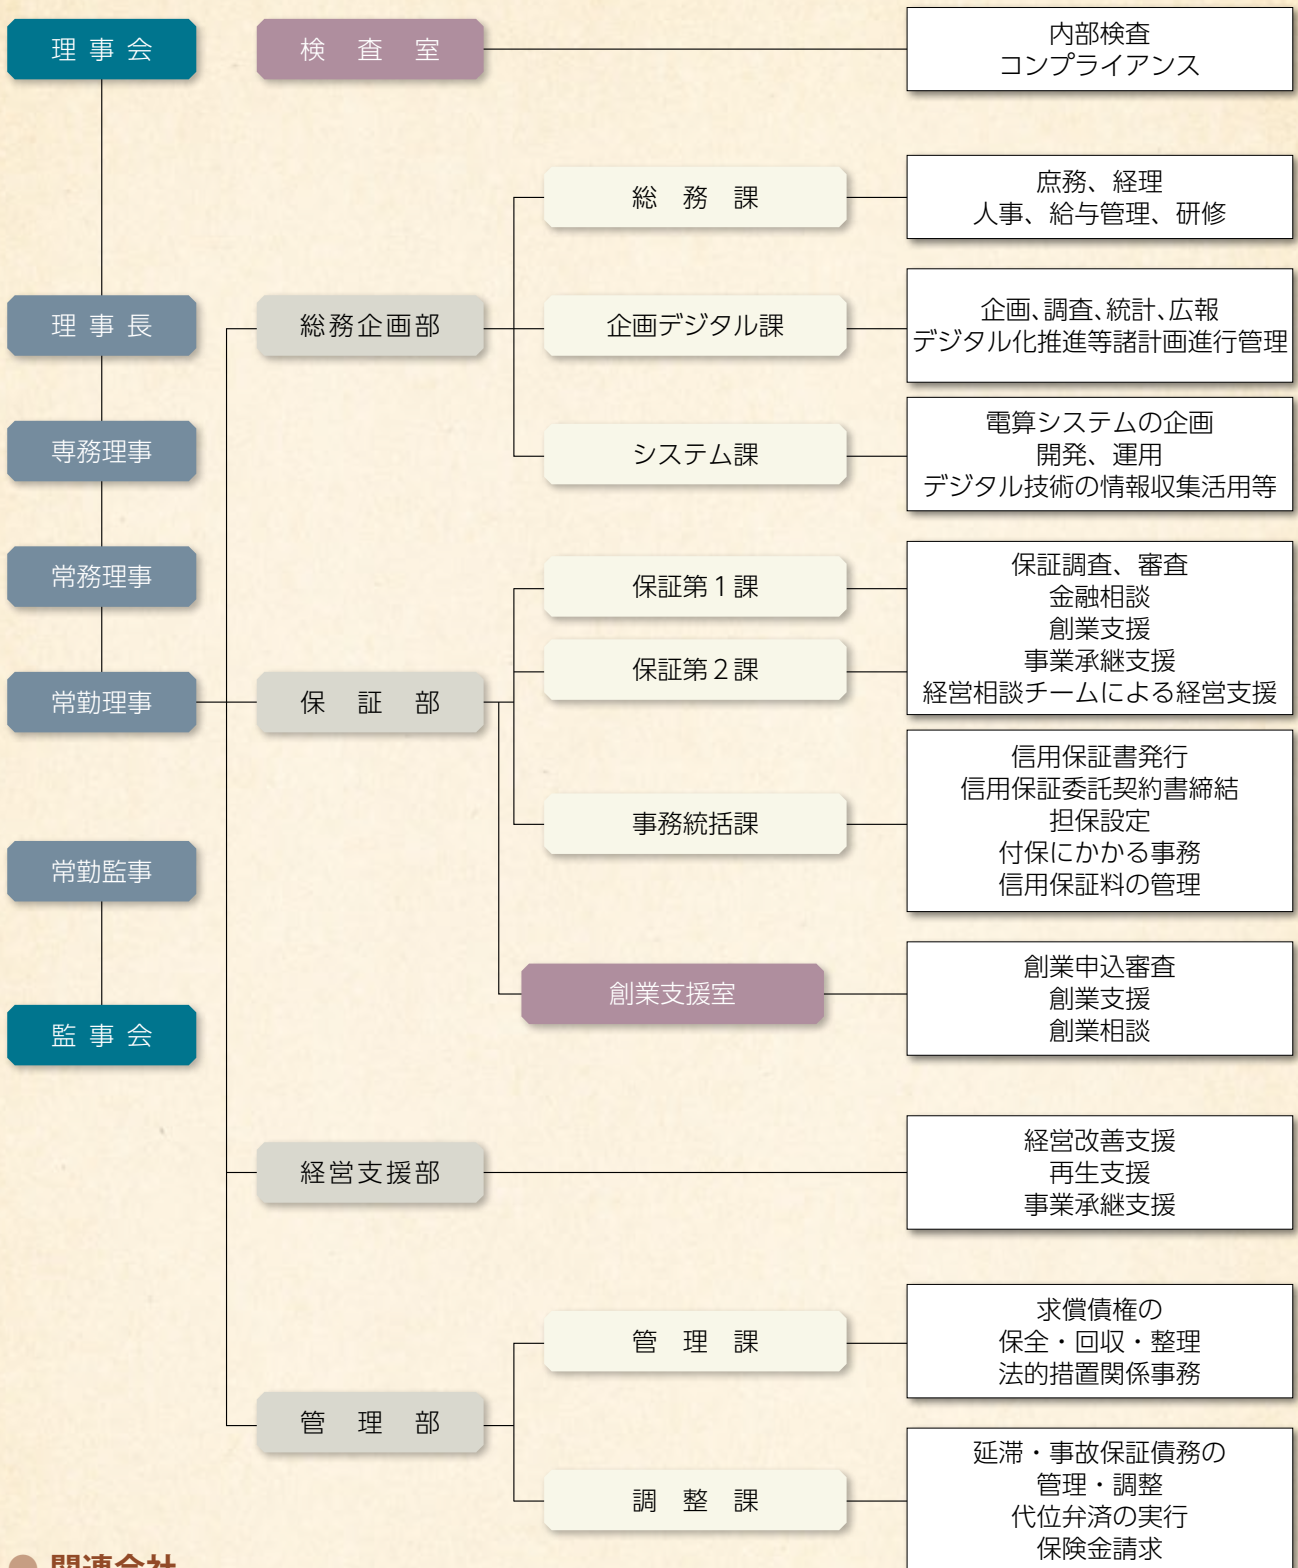 理事会
検査室
内部検査
コンプライアンス
総務課
庶務、経理
人事、給与管理、研修
理事長
総務企画部
企画デジタル課
企画、調査、統計、広報
デジタル化推進等諸計画進行管理
専務理事
システム課
電算システムの企画
開発、運用
デジタル技術の情報収集活用等
常務理事
保証第1課
保証第2課
保証調査、審査
金融相談
創業支援
事業承継支援
経営相談チームによる経営支援
常勤理事
保証部
事務統括課
信用保証書発行
信用保証委託契約書締結
担保設定
付保にかかる事務
信用保証料の管理
常勤監事
創業支援室
創業申込審査
創業支援
創業相談
監事会
経営支援部
経営改善支援
再生支援
事業承継支援
管理部
管理課
求償債権の
保全・回収・整理
法的措置関係事務
調整課
延滞・事故保証債務の
管理・調整
代位弁済の実行
保険金請求
関連会社